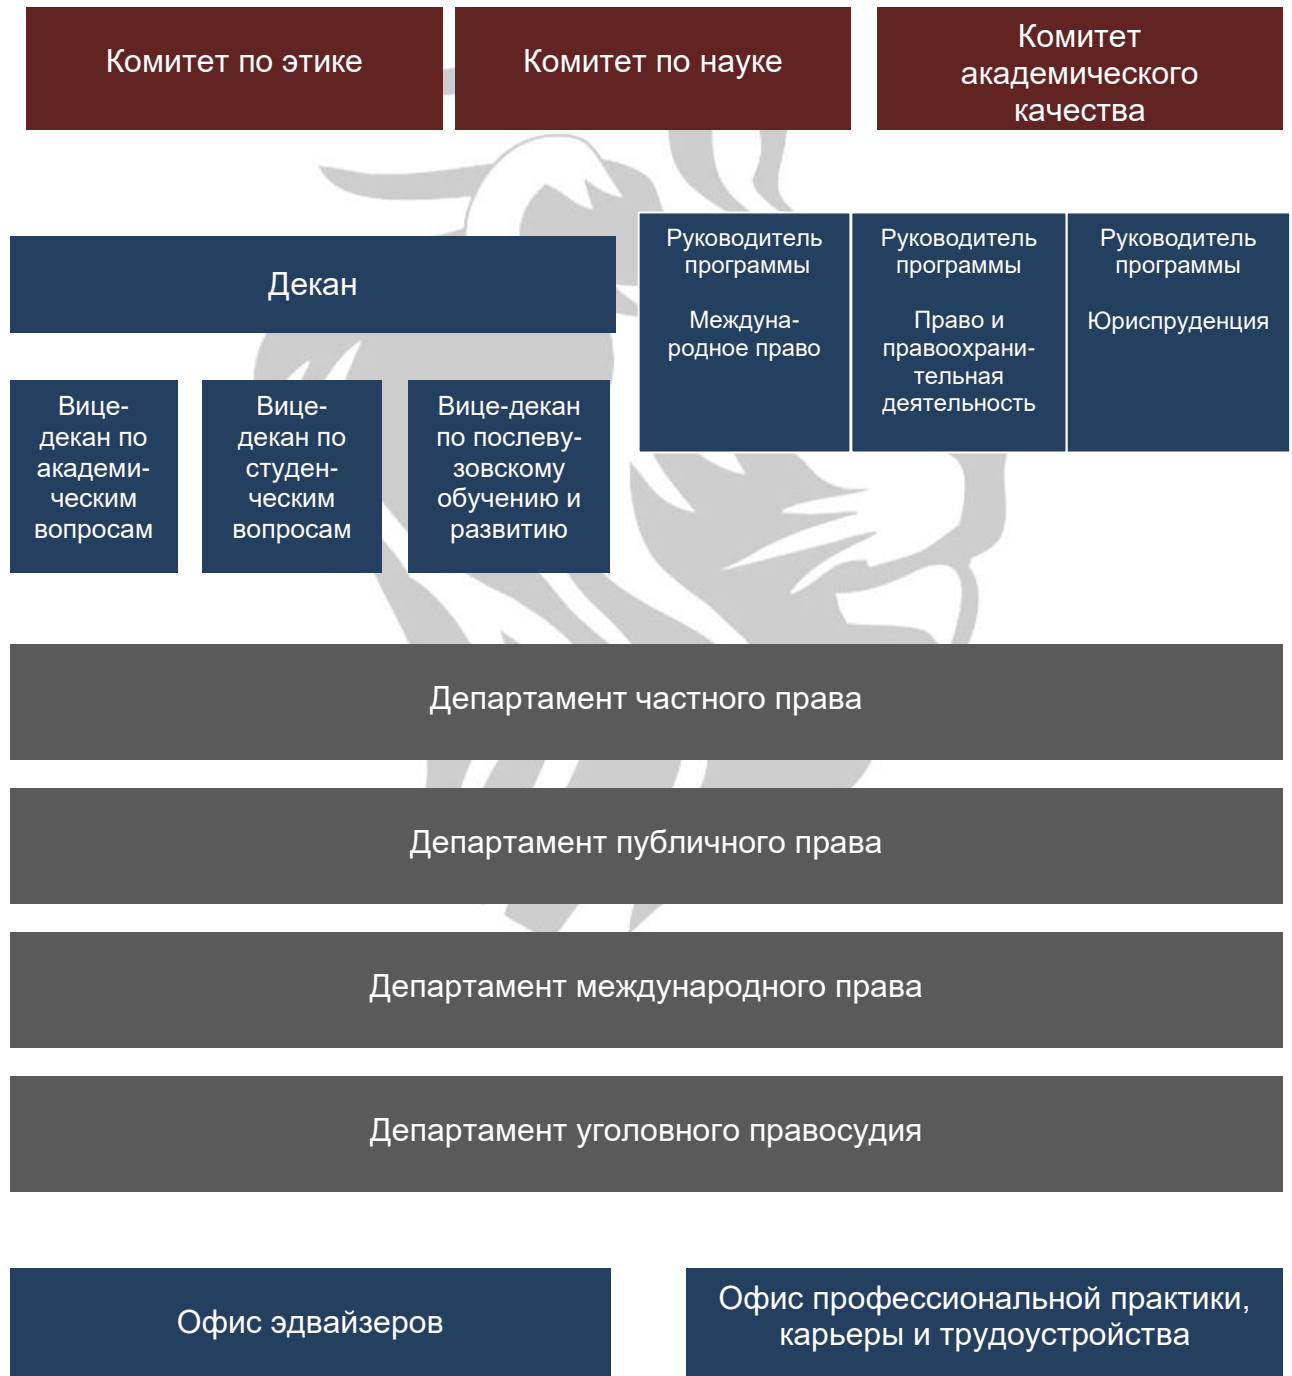 Комитет по этике
Комитет по науке
Комитет
академического
качества
Декан
Руководитель
программы
Междуна-
родное право
Руководитель
программы
Право и
правоохрани-
тельная
деятельность
Руководитель
программы
Юриспруденция
Вице-
декан по
академи-
ческим
вопросам
Вице-
декан по
студен-
ческим
вопросам
Вице-декан
по послеву-
зовскому
обучению и
развитию
Департамент частного права
Департамент публичного права
Департамент международного права
Департамент уголовного правосудия
Офис эдвайзеров
Офис профессиональной практики,
карьеры и трудоустройства